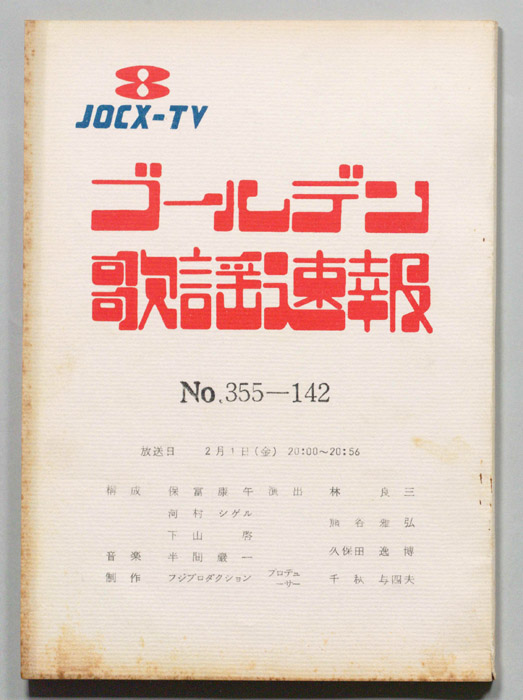 8
JOCX-TV
ゴールデン
歌謡速報
No.355—142
放送日 2月1日(金) 20:00～20:56
構成 保富康午 演出 林 良三
河村シゲル 熊谷雅弘
下山 啓
音楽 半間巌一 久保田逸博
制作 フジプロダクション プロデューサー 千秋与四夫